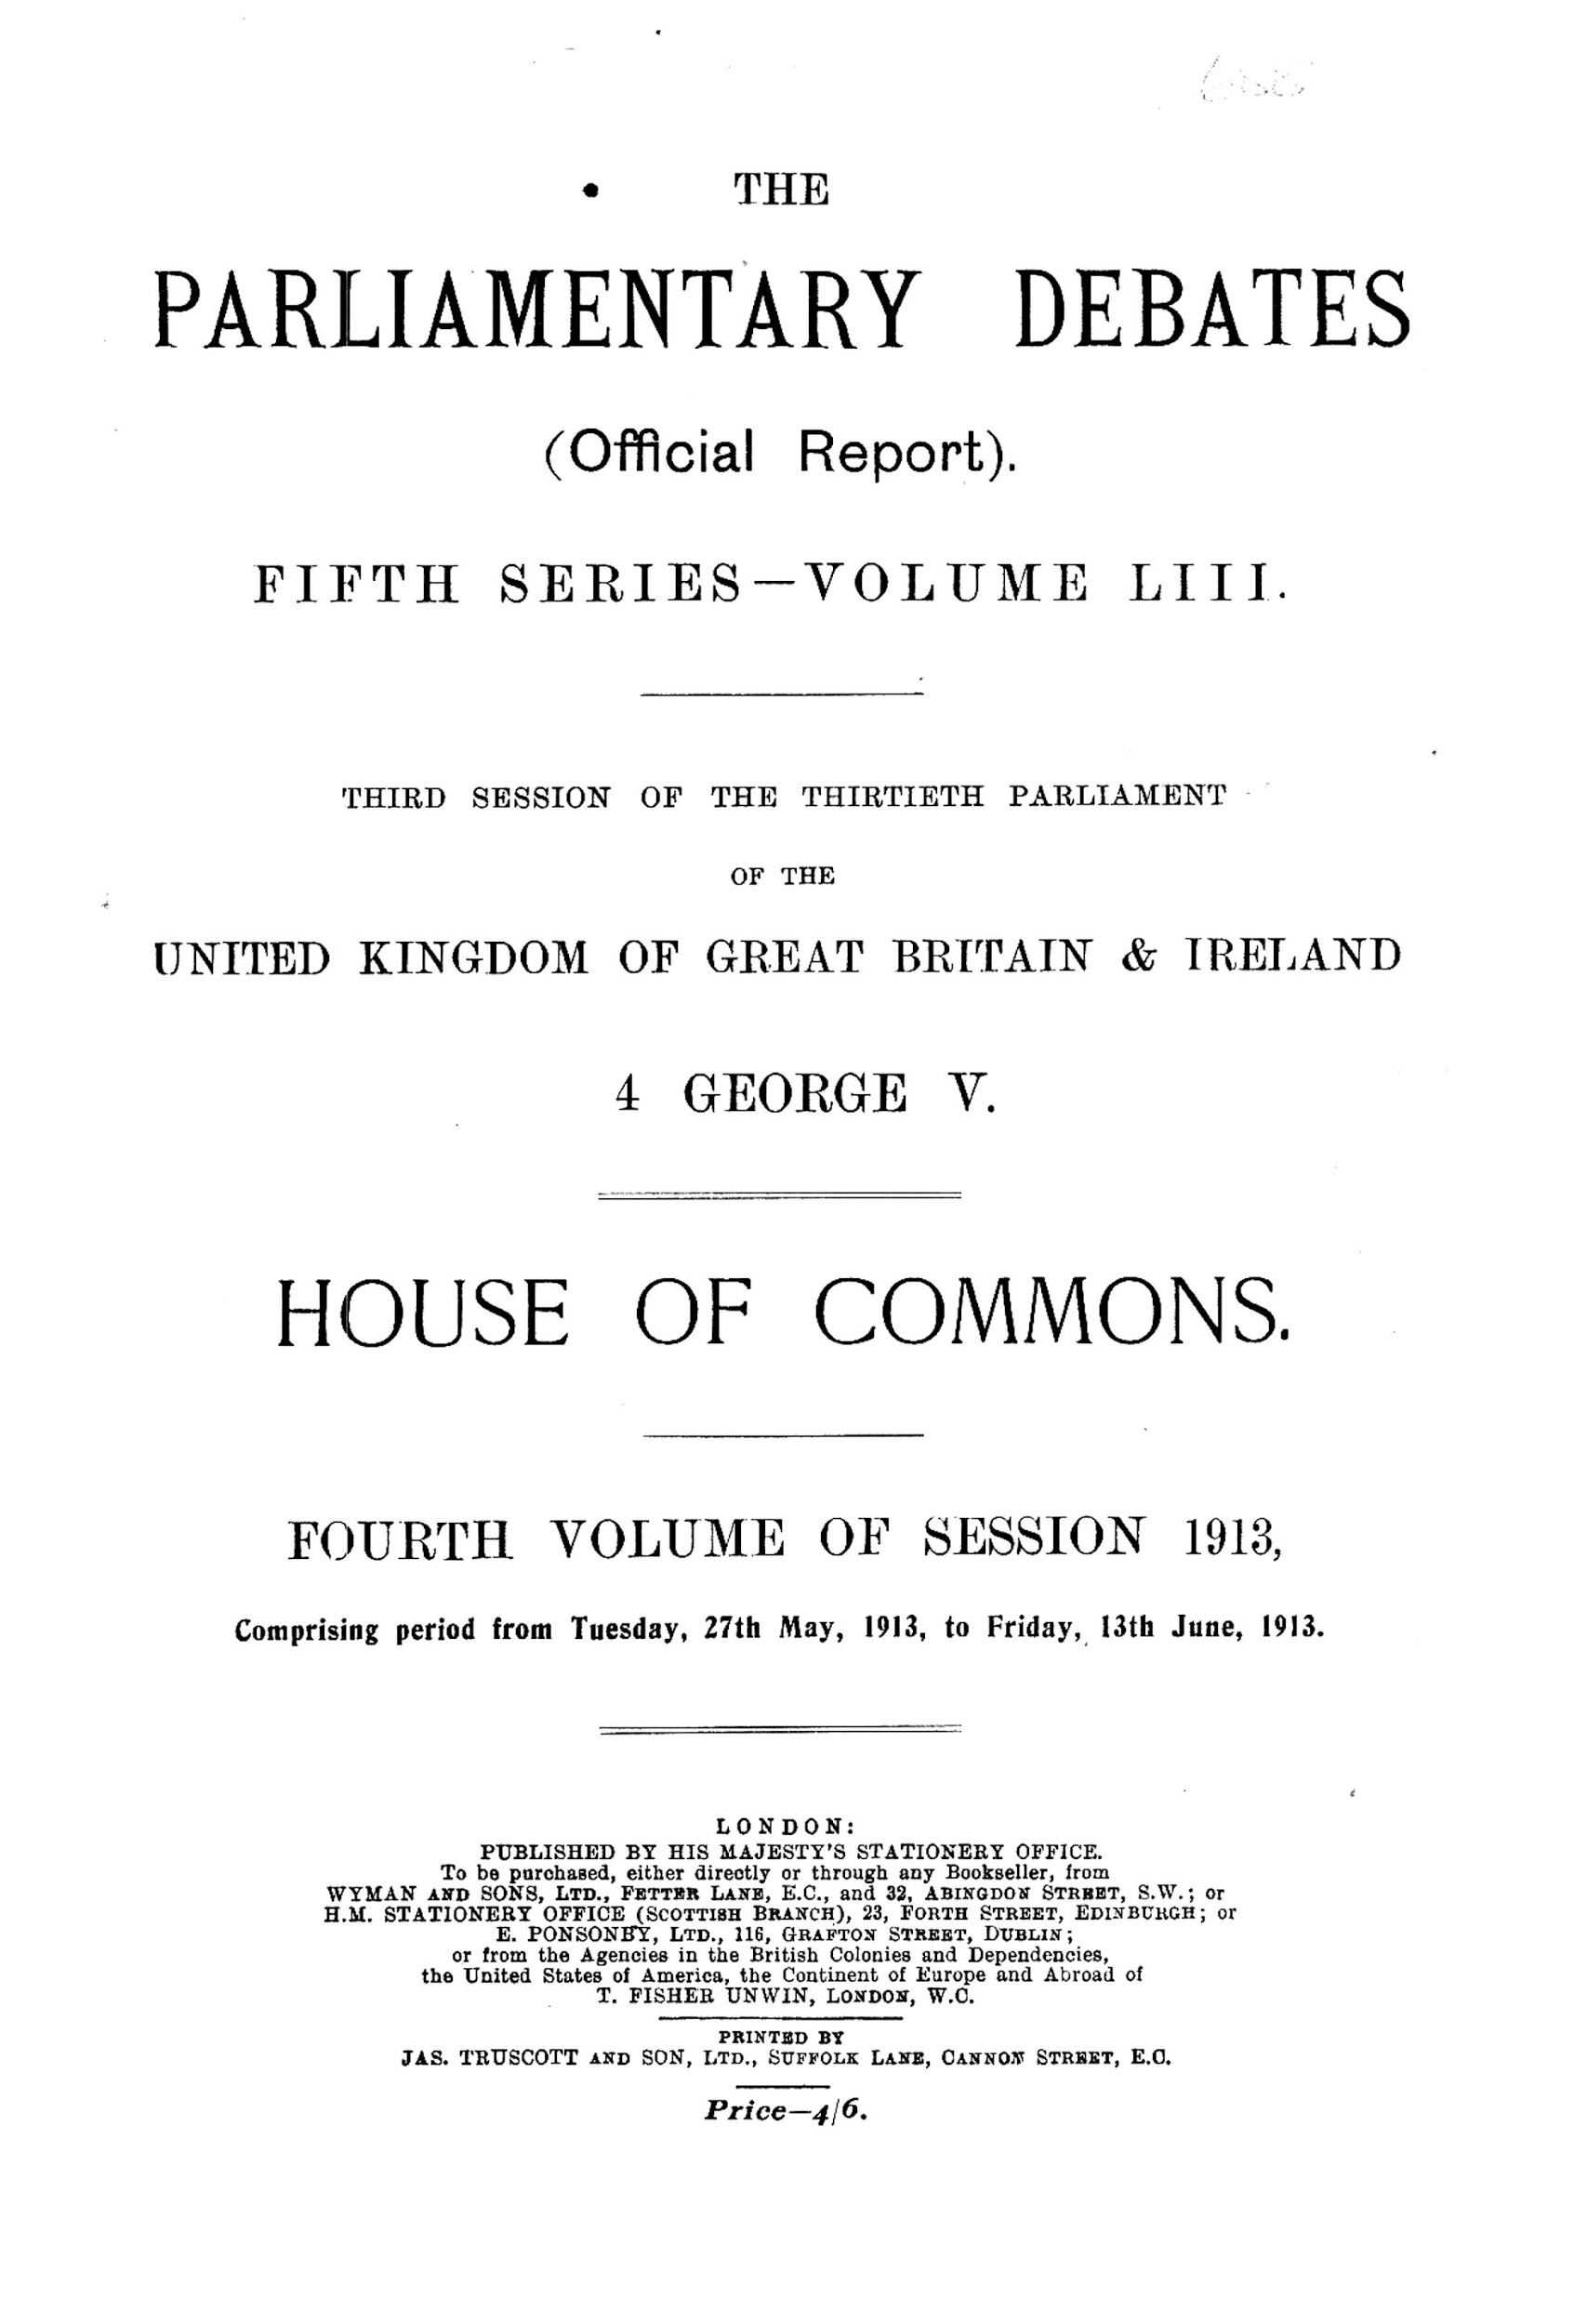 THE
PARLIAMENTARY DEBATES
(Official Report).
FIFTH SERIES—VOLUME LIII.
THIRD SESSION OF THE THIRTIETH PARLIAMENT
OF THE
UNITED KINGDOM OF GREAT BRITAIN & IRELAND
4 GEORGE V.
HOUSE OF COMMONS.
FOURTH VOLUME OF SESSION 1913,
Comprising period from Tuesday, 27th May, 1913, to Friday, 13th June, 1913.
LONDON:
PUBLISHED BY HIS MAJESTY'S STATIONERY OFFICE.
To be purchased, either directly or through any Bookseller, from
WYMAN AND SONS, LTD., FETTER LANE, E.C., and 32, ABINGDON STREET, S.W.; or
H.M. STATIONERY OFFICE (SCOTTISH BRANCH), 23, FORTH STREET, EDINBURGH; or
E. PONSONBY, LTD., 116, GRAFTON STREET, DUBLIN;
or from the Agencies in the British Colonies and Dependencies,
the United States of America, the Continent of Europe and Abroad of
T. FISHER UNWIN, LONDON, W.C.
PRINTED BY
JAS. TRUSCOTT AND SON, LTD., SUFFOLK LANE, CANNON STREET, E.C.
Price—4/6.